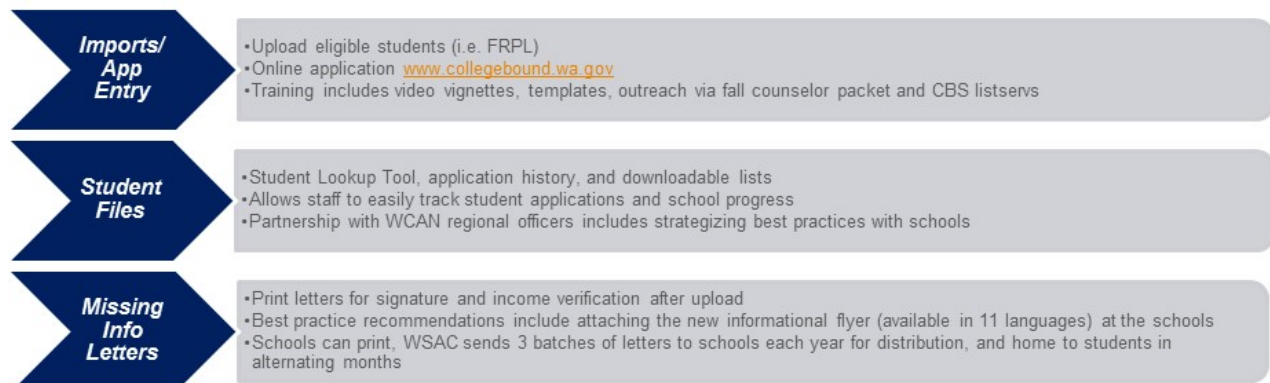 Imports/
App
Entry
•Upload eligible students (i.e. FRPL)
•Online application www.collegebound.wa.gov
•Training includes video vignettes, templates, outreach via fall counselor packet and CBS listservs
Student
Files
•Student Lookup Tool, application history, and downloadable lists
•Allows staff to easily track student applications and school progress
•Partnership with WCAN regional officers includes strategizing best practices with schools
Missing
Info
Letters
•Print letters for signature and income verification after upload
•Best practice recommendations include attaching the new informational flyer (available in 11 languages) at the schools
•Schools can print, WSAC sends 3 batches of letters to schools each year for distribution, and home to students in
alternating months